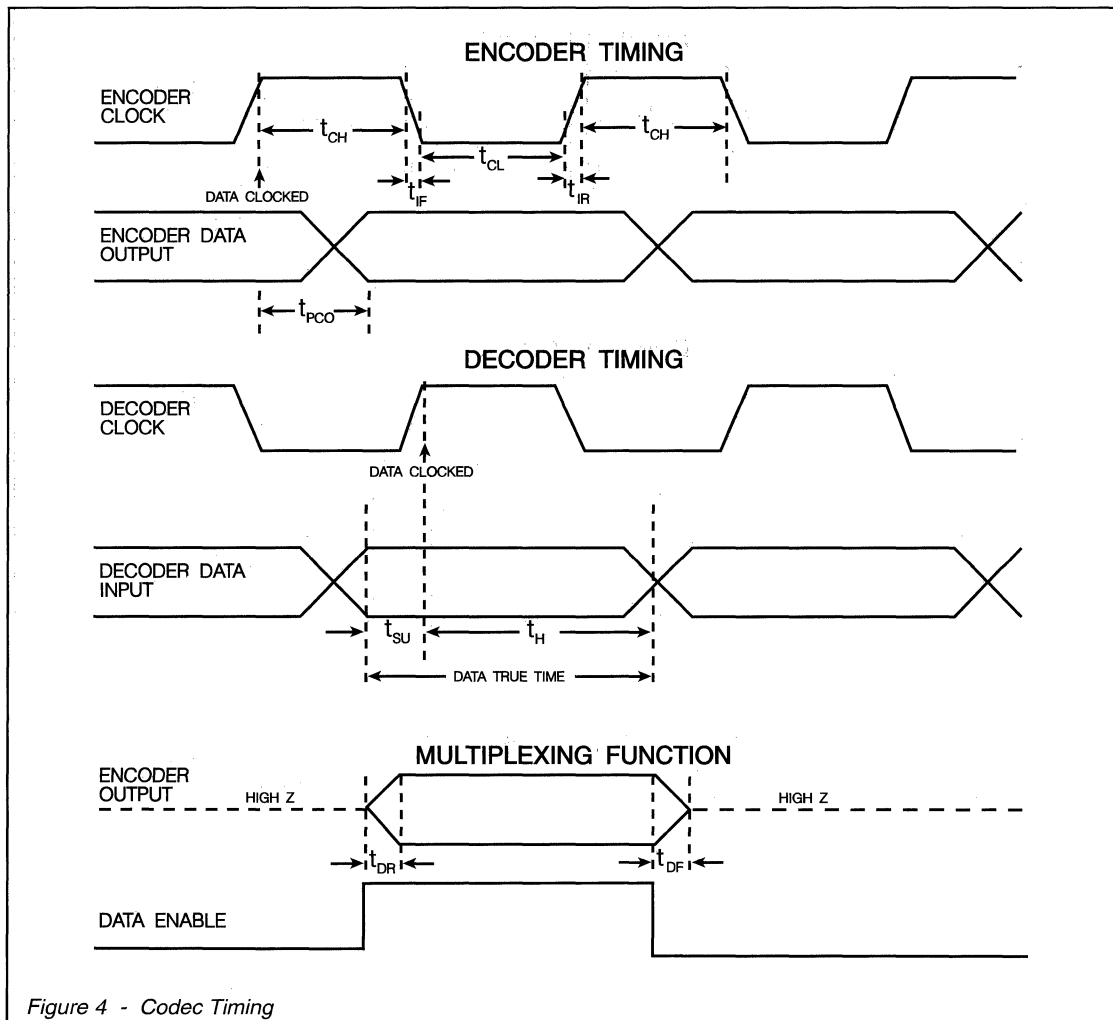 ENCODER TIMING
ENCODER
CLOCK
tCH
tCH
tCL
tIF
tIR
DATA CLOCKED
ENCODER DATA
OUTPUT
tPCO
DECODER TIMING
DECODER
CLOCK
DATA CLOCKED
DECODER DATA
INPUT
tSU
tH
DATA TRUE TIME
MULTIPLEXING FUNCTION
ENCODER
OUTPUT
HIGH Z
HIGH Z
tDR
tDF
DATA ENABLE
Figure 4 - Codec Timing